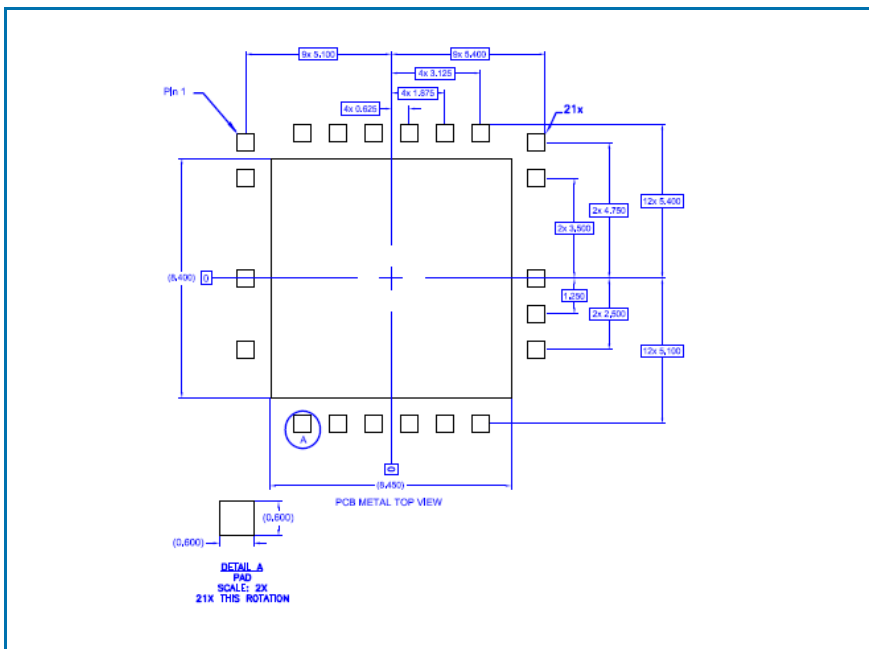 9x 5.100
9x 5.400
4x 3.125
4x 1.875
4x 0.625
Pin 1
21x
12x 5.400
2x 4.750
2x 3.500
(8.400)
0
1.250
2x 2.500
12x 5.100
A
0
(8.450)
PCB METAL TOP VIEW
(0.600)
(0.600)
DETAIL A
PAD
SCALE: 2X
21X THIS ROTATION